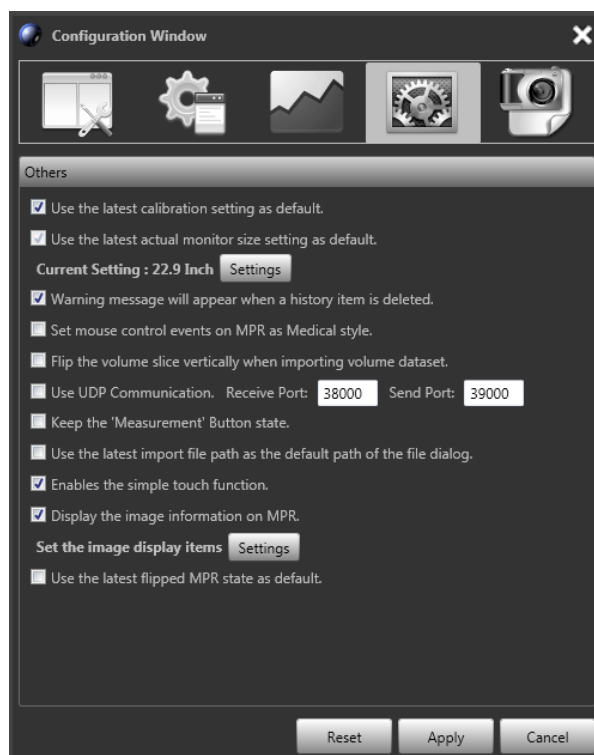 Configuration Window
Others
Use the latest calibration setting as default.
Use the latest actual monitor size setting as default.
Current Setting : 22.9 Inch Settings
Warning message will appear when a history item is deleted.
Set mouse control events on MPR as Medical style.
Flip the volume slice vertically when importing volume dataset.
Use UDP Communication. Receive Port: 38000 Send Port: 39000
Keep the 'Measurement' Button state.
Use the latest import file path as the default path of the file dialog.
Enables the simple touch function.
Display the image information on MPR.
Set the image display items Settings
Use the latest flipped MPR state as default.
Reset Apply Cancel